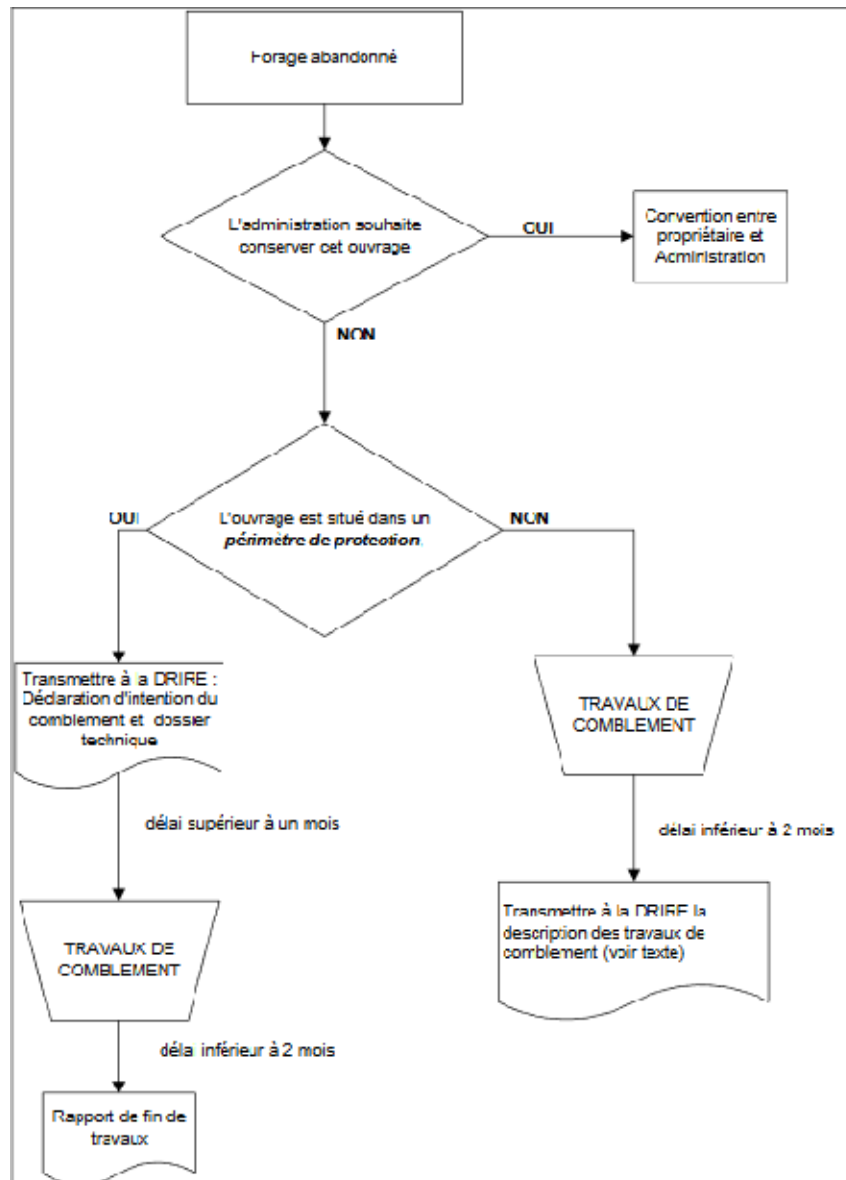 Forage abandonné
L'administration souhaite
conserver cet ouvrage
OUI
Convention entre
propriétaire et
Administration
NON
OUI
L'ouvrage est situé dans un
périmètre de protection.
NON
Transmettre à la DRIRE :
Déclaration d'intention du
comblement et dossier
technique
TRAVAUX DE
COMBLEMENT
délai supérieur à un mois
délai inférieur à 2 mois
Transmettre à la DRIRE la
description des travaux de
comblement (voir texte)
TRAVAUX DE
COMBLEMENT
délai inférieur à 2 mois
Rapport de fin de
travaux